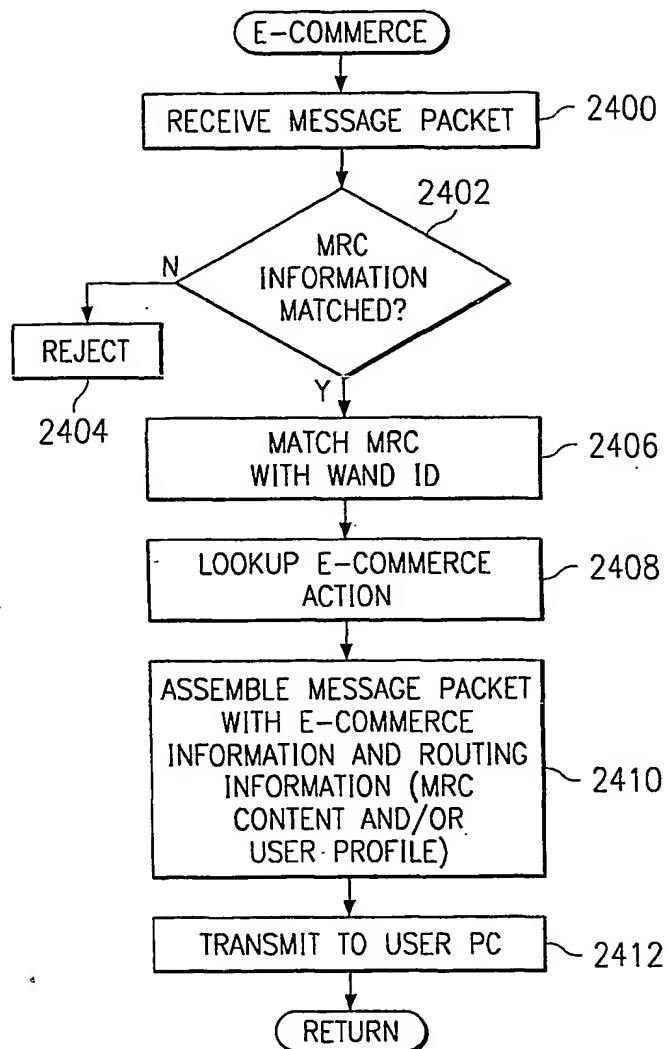 E-COMMERCE
RECEIVE MESSAGE PACKET
2400
2402
MRC
INFORMATION
MATCHED?
N
REJECT
2404
Y
MATCH MRC
WITH WAND ID
2406
LOOKUP E-COMMERCE
ACTION
2408
ASSEMBLE MESSAGE PACKET
WITH E-COMMERCE
INFORMATION AND ROUTING
INFORMATION (MRC
CONTENT AND/OR
USER PROFILE)
2410
TRANSMIT TO USER PC
2412
RETURN